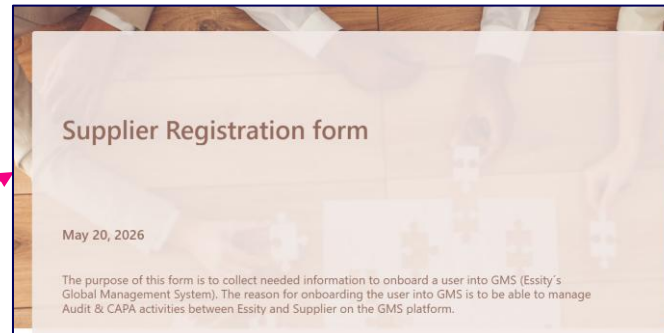 Supplier Registration form
May 20, 2026
The purpose of this form is to collect needed information to onboard a user into GMS (Essity´s
Global Management System). The reason for onboarding the user into GMS is to be able to manage
Audit & CAPA activities between Essity and Supplier on the GMS platform.